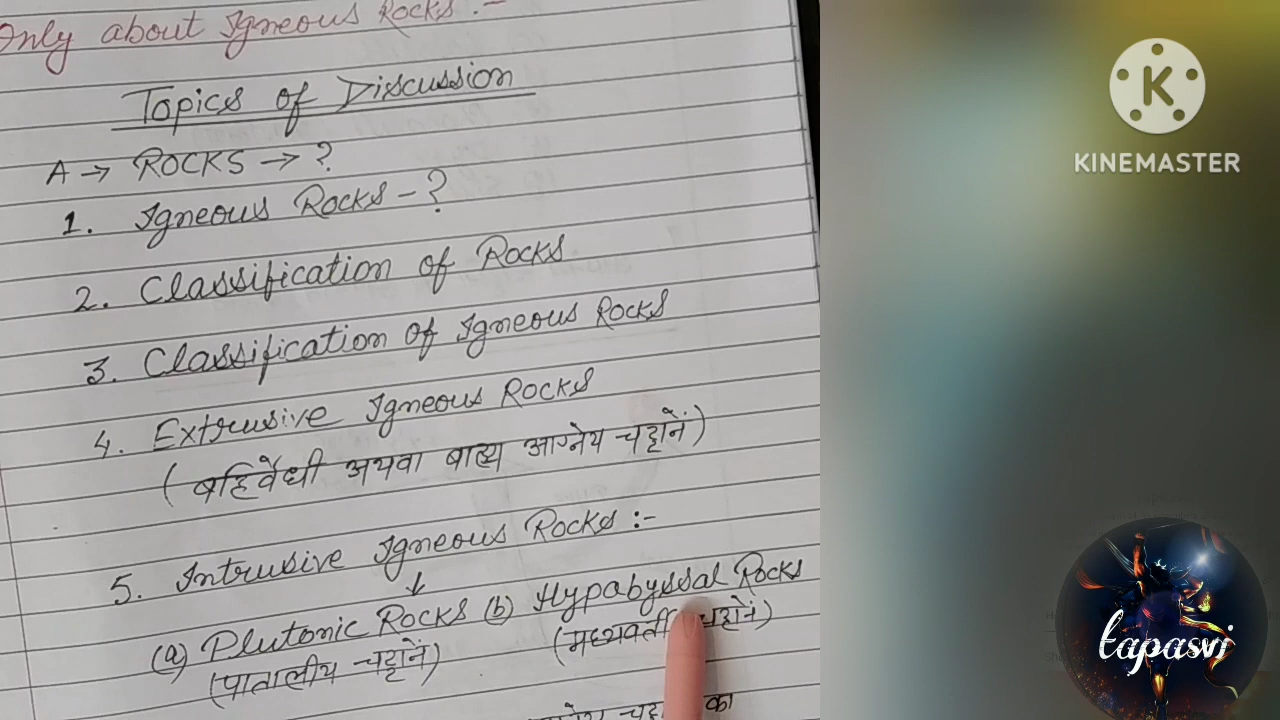 Only about Igneous Rocks :-
Topics of Discussion
A → ROCKS → ?
1. Igneous Rocks - ?
2. Classification of Rocks
3. Classification of Igneous Rocks
4. Extrusive Igneous Rocks
( बहिर्वेधी अथवा बाह्य आग्नेय चट्टानें)
5. Intrusive Igneous Rocks :-
↓
(a) Plutonic Rocks (b) Hypabyssal Rocks
(पातालीय चट्टानें) (मध्यवर्ती चट्टानें)
का
K
KINEMASTER
tapasvi